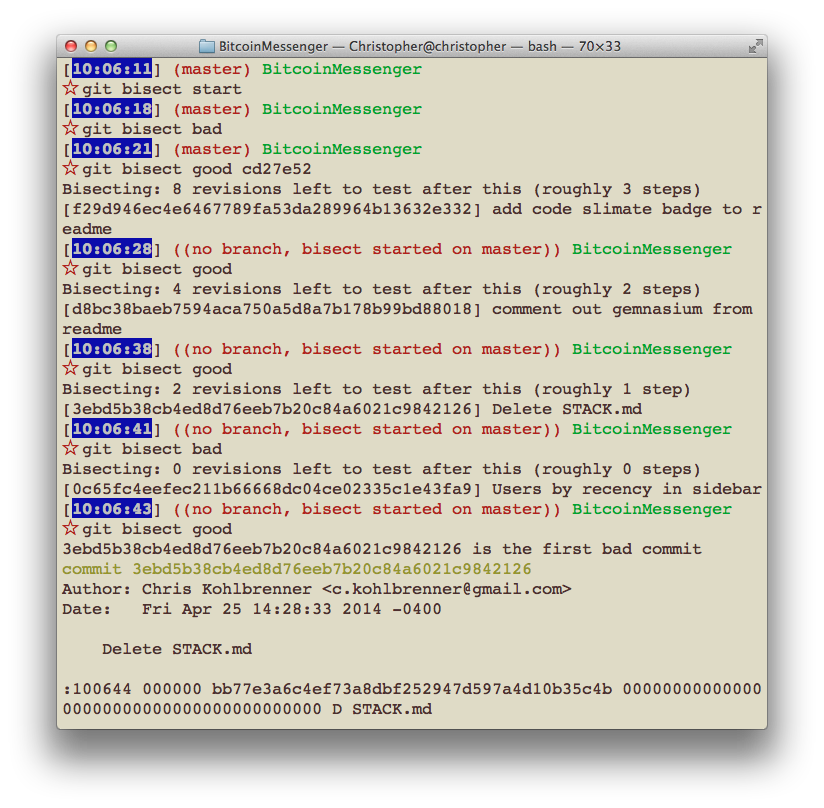 BitcoinMessenger — Christopher@christopher — bash — 70×33
[10:06:11] (master) BitcoinMessenger
☆git bisect start
[10:06:18] (master) BitcoinMessenger
☆git bisect bad
[10:06:21] (master) BitcoinMessenger
☆git bisect good cd27e52
Bisecting: 8 revisions left to test after this (roughly 3 steps)
[f29d946ec4e6467789fa53da289964b13632e332] add code slimate badge to r
eadme
[10:06:28] ((no branch, bisect started on master)) BitcoinMessenger
☆git bisect good
Bisecting: 4 revisions left to test after this (roughly 2 steps)
[d8bc38baeb7594aca750a5d8a7b178b99bd88018] comment out gemnasium from
readme
[10:06:38] ((no branch, bisect started on master)) BitcoinMessenger
☆git bisect good
Bisecting: 2 revisions left to test after this (roughly 1 step)
[3ebd5b38cb4ed8d76eeb7b20c84a6021c9842126] Delete STACK.md
[10:06:41] ((no branch, bisect started on master)) BitcoinMessenger
☆git bisect bad
Bisecting: 0 revisions left to test after this (roughly 0 steps)
[0c65fc4eefec211b66668dc04ce02335c1e43fa9] Users by recency in sidebar
[10:06:43] ((no branch, bisect started on master)) BitcoinMessenger
☆git bisect good
3ebd5b38cb4ed8d76eeb7b20c84a6021c9842126 is the first bad commit
commit 3ebd5b38cb4ed8d76eeb7b20c84a6021c9842126
Author: Chris Kohlbrenner <c.kohlbrenner@gmail.com>
Date:   Fri Apr 25 14:28:33 2014 -0400
Delete STACK.md
:100644 000000 bb77e3a6c4ef73a8dbf252947d597a4d10b35c4b 00000000000000
00000000000000000000000000 D STACK.md